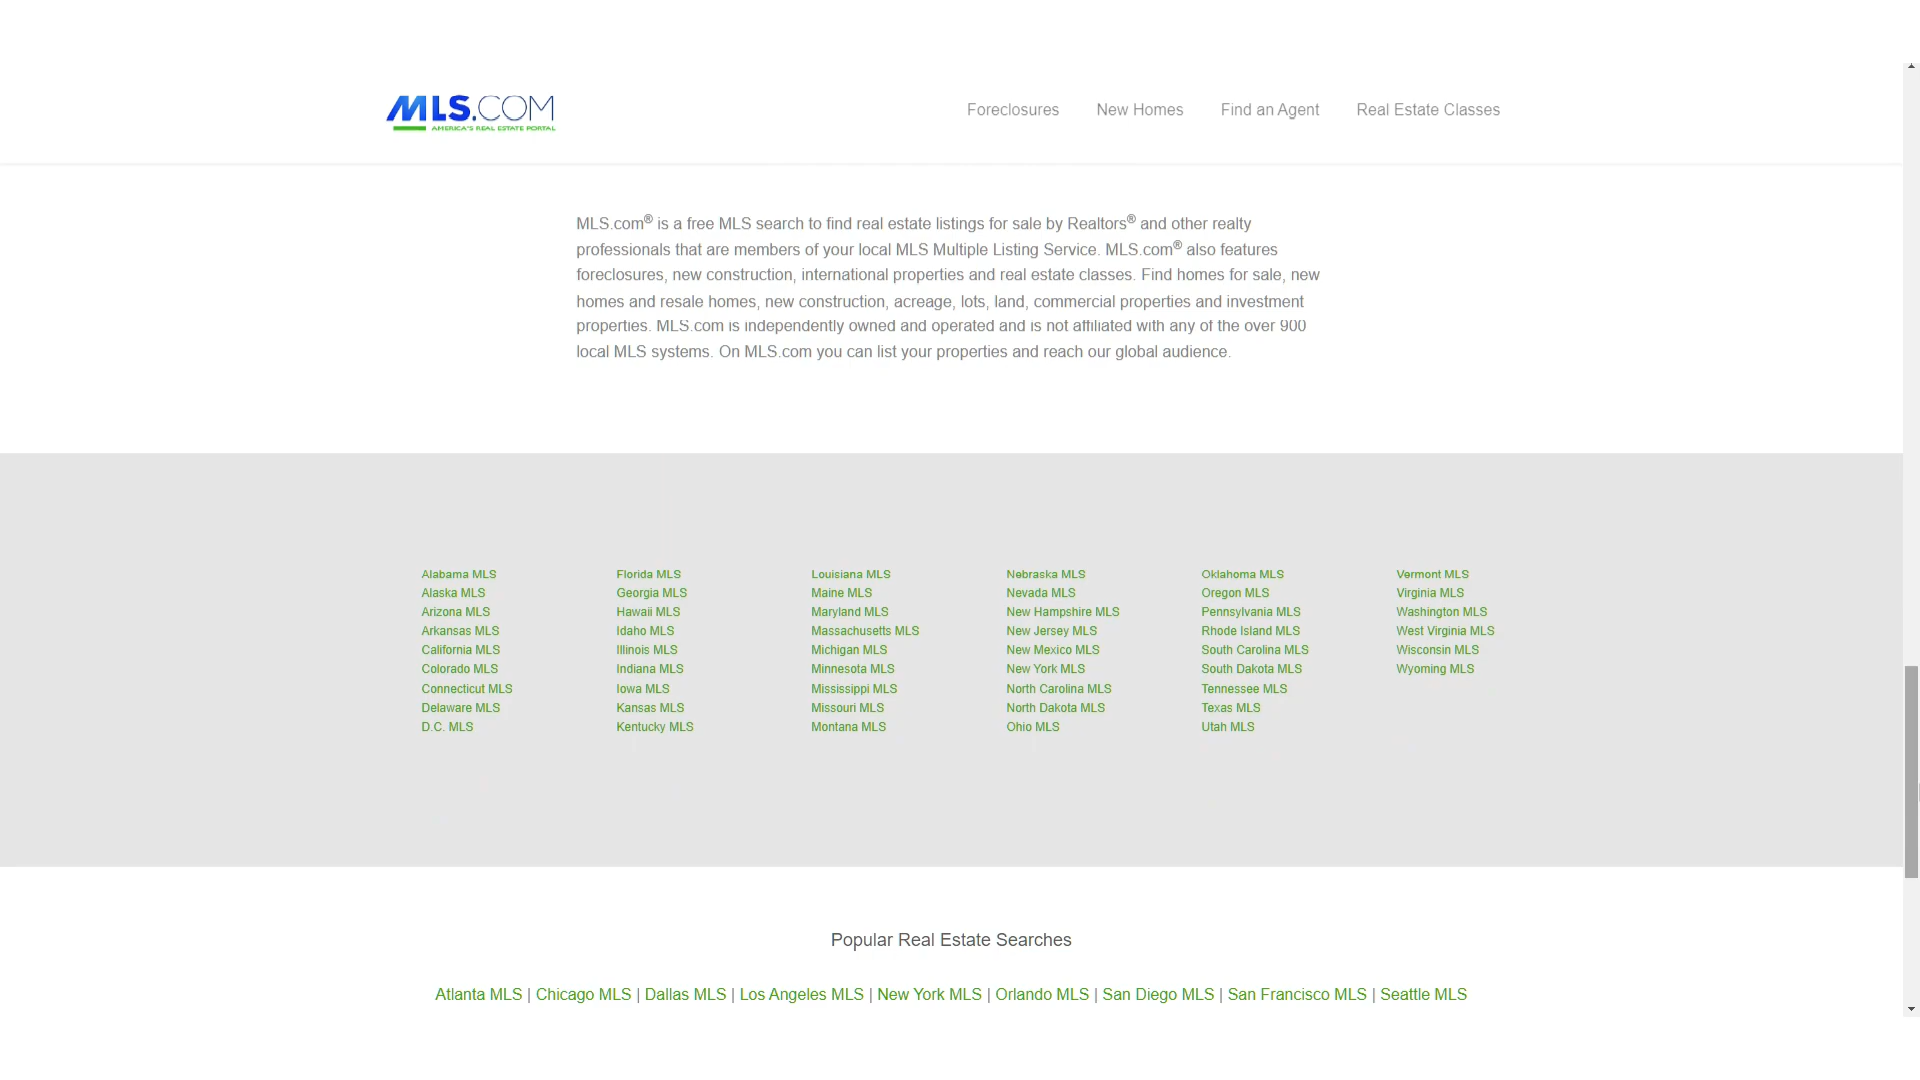 MLS.COM
AMERICA'S REAL ESTATE PORTAL
Foreclosures New Homes Find an Agent Real Estate Classes
MLS.com® is a free MLS search to find real estate listings for sale by Realtors® and other realty
professionals that are members of your local MLS Multiple Listing Service. MLS.com® also features
foreclosures, new construction, international properties and real estate classes. Find homes for sale, new
homes and resale homes, new construction, acreage, lots, land, commercial properties and investment
properties. MLS.com is independently owned and operated and is not affiliated with any of the over 900
local MLS systems. On MLS.com you can list your properties and reach our global audience.
Alabama MLS
Alaska MLS
Arizona MLS
Arkansas MLS
California MLS
Colorado MLS
Connecticut MLS
Delaware MLS
D.C. MLS
Florida MLS
Georgia MLS
Hawaii MLS
Idaho MLS
Illinois MLS
Indiana MLS
Iowa MLS
Kansas MLS
Kentucky MLS
Louisiana MLS
Maine MLS
Maryland MLS
Massachusetts MLS
Michigan MLS
Minnesota MLS
Mississippi MLS
Missouri MLS
Montana MLS
Nebraska MLS
Nevada MLS
New Hampshire MLS
New Jersey MLS
New Mexico MLS
New York MLS
North Carolina MLS
North Dakota MLS
Ohio MLS
Oklahoma MLS
Oregon MLS
Pennsylvania MLS
Rhode Island MLS
South Carolina MLS
South Dakota MLS
Tennessee MLS
Texas MLS
Utah MLS
Vermont MLS
Virginia MLS
Washington MLS
West Virginia MLS
Wisconsin MLS
Wyoming MLS
Popular Real Estate Searches
Atlanta MLS | Chicago MLS | Dallas MLS | Los Angeles MLS | New York MLS | Orlando MLS | San Diego MLS | San Francisco MLS | Seattle MLS